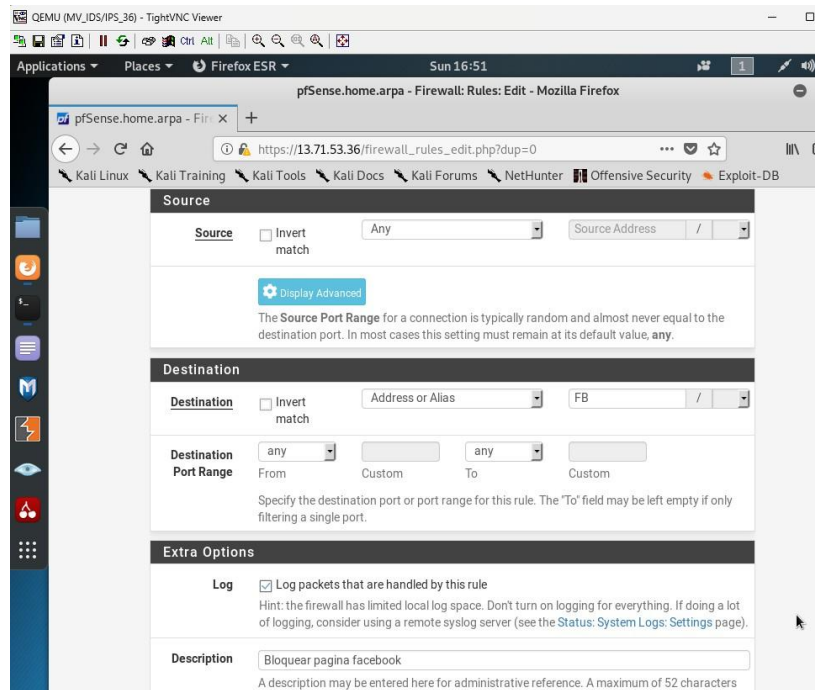 QEMU (MV_IDS/IPS_36) - TightVNC Viewer
Ctrl Alt
Applications Places Firefox ESR Sun 16:51 1
pfSense.home.arpa - Firewall: Rules: Edit - Mozilla Firefox
pfSense.home.arpa - Fir
https://13.71.53.36/firewall_rules_edit.php?dup=0
Kali Linux Kali Training Kali Tools Kali Docs Kali Forums NetHunter Offensive Security Exploit-DB
Source
Source Invert match Any Source Address /
Display Advanced
The Source Port Range for a connection is typically random and almost never equal to the
destination port. In most cases this setting must remain at its default value, any.
Destination
Destination Invert match Address or Alias FB /
Destination Port Range any any
From Custom To Custom
Specify the destination port or port range for this rule. The "To" field may be left empty if only
filtering a single port.
Extra Options
Log Log packets that are handled by this rule
Hint: the firewall has limited local log space. Don't turn on logging for everything. If doing a lot
of logging, consider using a remote syslog server (see the Status: System Logs: Settings page).
Description Bloquear pagina facebook
A description may be entered here for administrative reference. A maximum of 52 characters